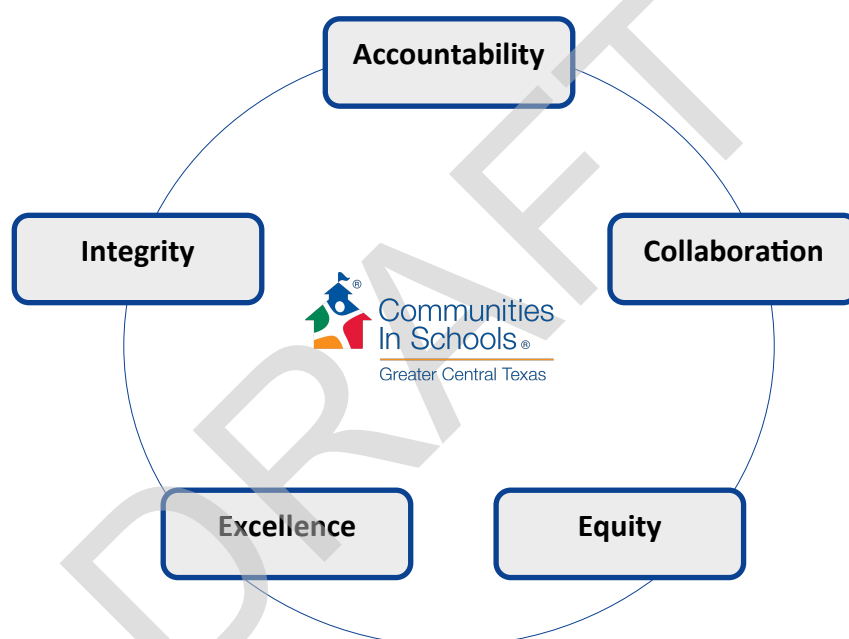 Accountability
Integrity
Collaboration
®
Communities
In Schools ®
Greater Central Texas
Excellence
Equity
DRAFT